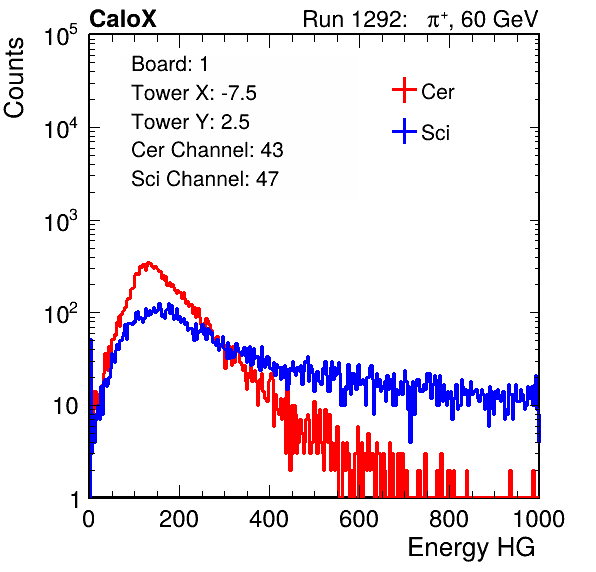 CaloX Run 1292: π⁺, 60 GeV
Counts
10⁵
10⁴
10³
10²
10
1
Board: 1
Tower X: -7.5
Tower Y: 2.5
Cer Channel: 43
Sci Channel: 47
Cer
Sci
0 200 400 600 800 1000
Energy HG